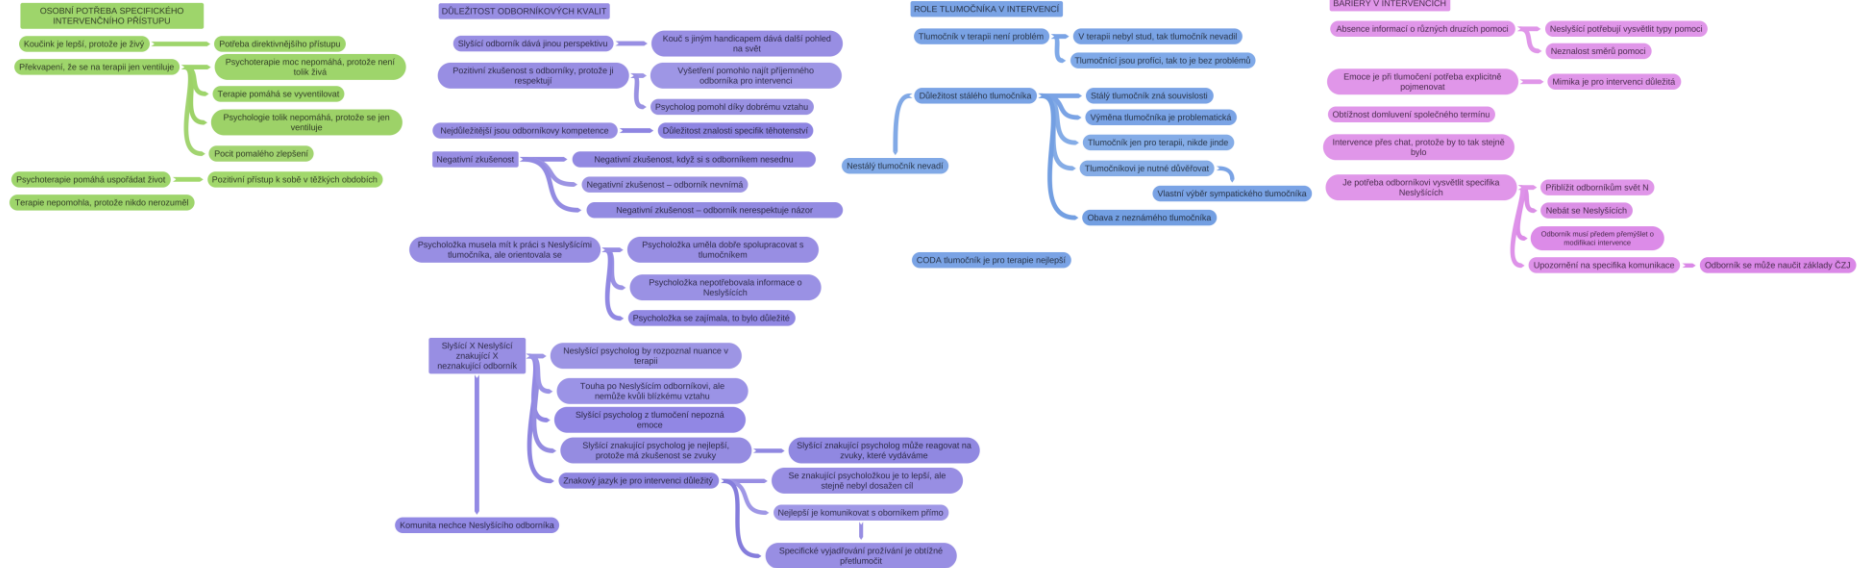 OSOBNÍ POTŘEBA SPECIFICKÉHO
INTERVENČNÍHO PŘÍSTUPU
Koučink je lepší, protože je živý
Potřeba direktivnějšího přístupu
Překvapení, že se na terapii jen ventiluje
Psychoterapie moc nepomáhá, protože není
tolik živá
Terapie pomáhá se vyventilovat
Psychologie tolik nepomáhá, protože se jen
ventiluje
Pocit pomalého zlepšení
Psychoterapie pomáhá uspořádat život
Pozitivní přístup k sobě v těžkých obdobích
Terapie nepomohla, protože nikdo nerozuměl
DŮLEŽITOST ODBORNÍKOVÝCH KVALIT
Slyšící odborník dává jinou perspektivu
Kouč s jiným handicapem dává další pohled
na svět
Pozitivní zkušenost s odborníky, protože ji
respektují
Vyšetření pomohlo najít příjemného
odborníka pro intervenci
Psycholog pomohl díky dobrému vztahu
Nejdůležitější jsou odborníkovy kompetence
Důležitost znalosti specifik těhotenství
Negativní zkušenost
Negativní zkušenost, když si s odborníkem nesednu
Negativní zkušenost – odborník nevnímá
Negativní zkušenost – odborník nerespektuje názor
Psycholožka musela mít k práci s Neslyšícími
tlumočníka, ale orientovala se
Psycholožka uměla dobře spolupracovat s
tlumočníkem
Psycholožka nepotřebovala informace o
Neslyšících
Psycholožka se zajímala, to bylo důležité
Slyšící X Neslyšící
znakující X
neznakující odborník
Neslyšící psycholog by rozpoznal nuance v
terapii
Touha po Neslyšícím odborníkovi, ale
nemůže kvůli blízkému vztahu
Slyšící psycholog z tlumočení nepozná
emoce
Slyšící znakující psycholog je nejlepší,
protože má zkušenost se zvuky
Slyšící znakující psycholog může reagovat na
zvuky, které vydáváme
Znakový jazyk je pro intervenci důležitý
Se znakující psycholožkou je to lepší, ale
stejně nebyl dosažen cíl
Nejlepší je komunikovat s oborníkem přímo
Specifické vyjadřování prožívání je obtížné
přetlumočit
Komunita nechce Neslyšícího odborníka
ROLE TLUMOČNÍKA V INTERVENCÍ
Tlumočník v terapii není problém
V terapii nebyl stud, tak tlumočník nevadil
Tlumočnící jsou profíci, tak to je bez problémů
Důležitost stálého tlumočníka
Stálý tlumočník zná souvislosti
Výměna tlumočníka je problematická
Tlumočník jen pro terapii, nikde jinde
Tlumočníkovi je nutné důvěřovat
Vlastní výběr sympatického tlumočníka
Obava z neznámého tlumočníka
Nestálý tlumočník nevadí
CODA tlumočník je pro terapie nejlepší
BARIÉRY V INTERVENCÍCH
Absence informací o různých druzích pomoci
Neslyšící potřebují vysvětlit typy pomoci
Neznalost směrů pomoci
Emoce je při tlumočení potřeba explicitně
pojmenovat
Mimika je pro intervenci důležitá
Obtížnost domluvení společného termínu
Intervence přes chat, protože by to tak stejně
bylo
Je potřeba odborníkovi vysvětlit specifika
Neslyšících
Přiblížit odborníkům svět N
Nebát se Neslyšících
Odborník musí předem přemýšlet o
modifikaci intervence
Upozornění na specifika komunikace
Odborník se může naučit základy ČZJ